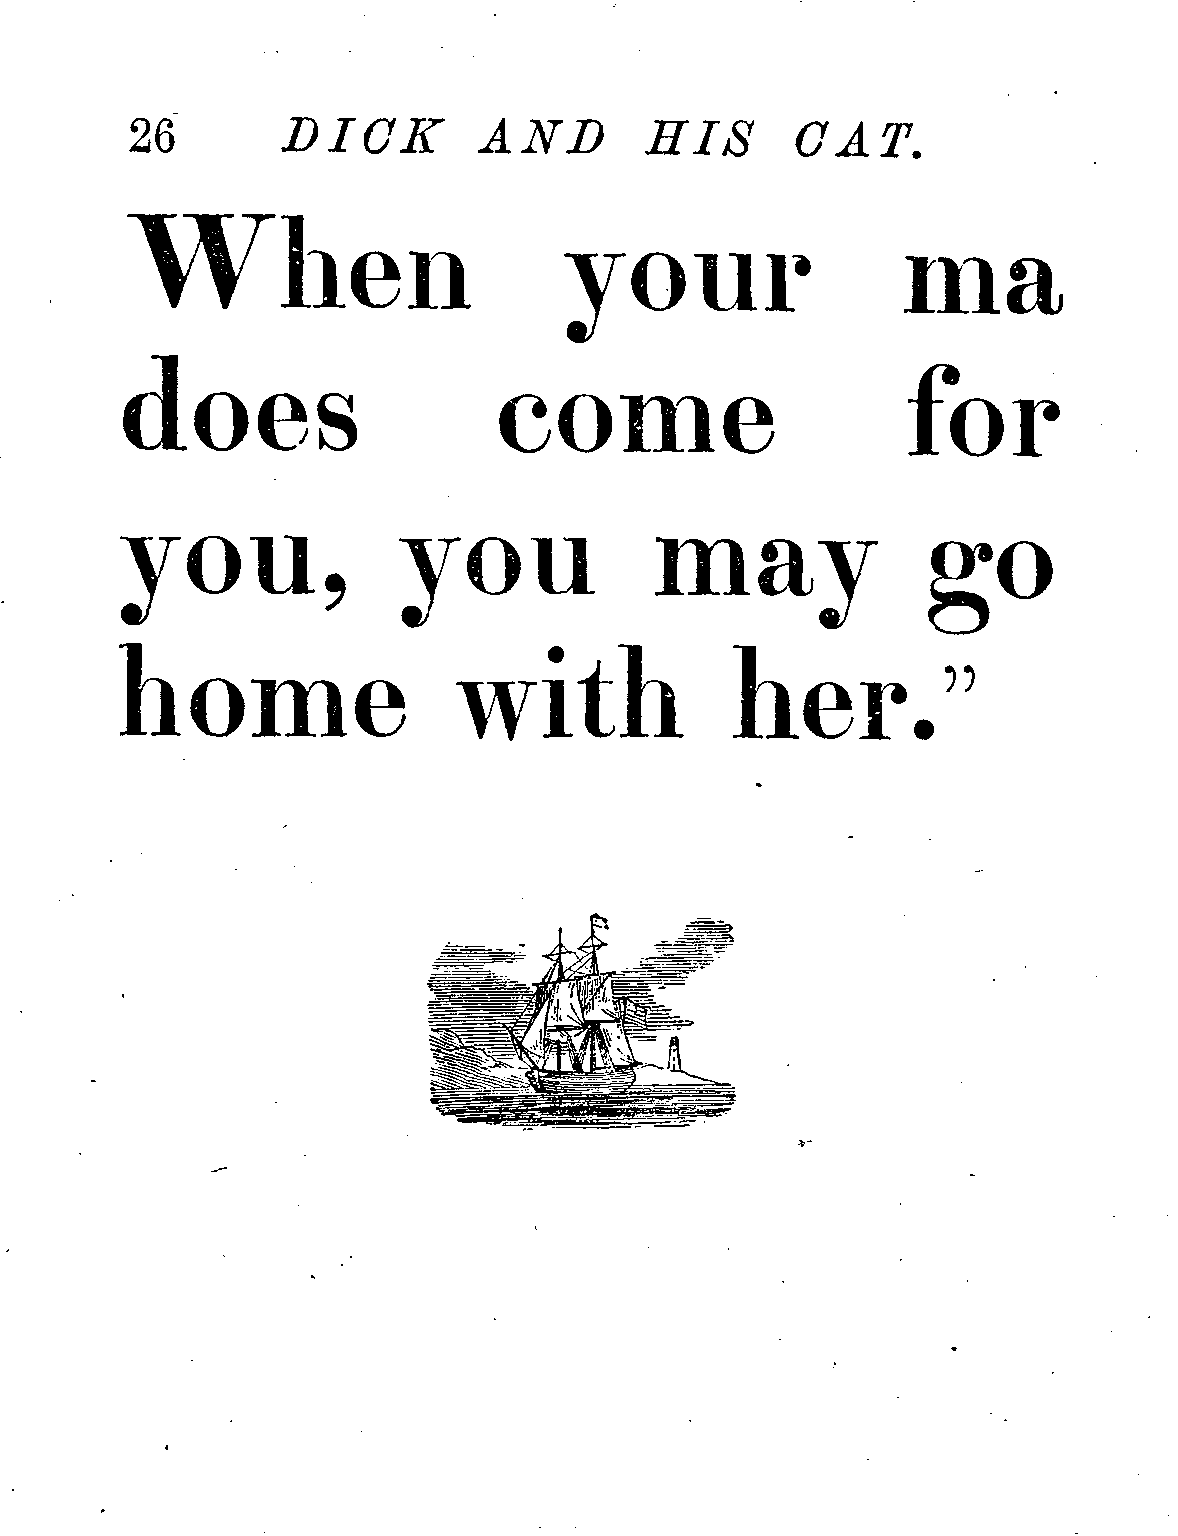 26 DICK AND HIS CAT.
When your ma
does come for
you, you may go
home with her.”